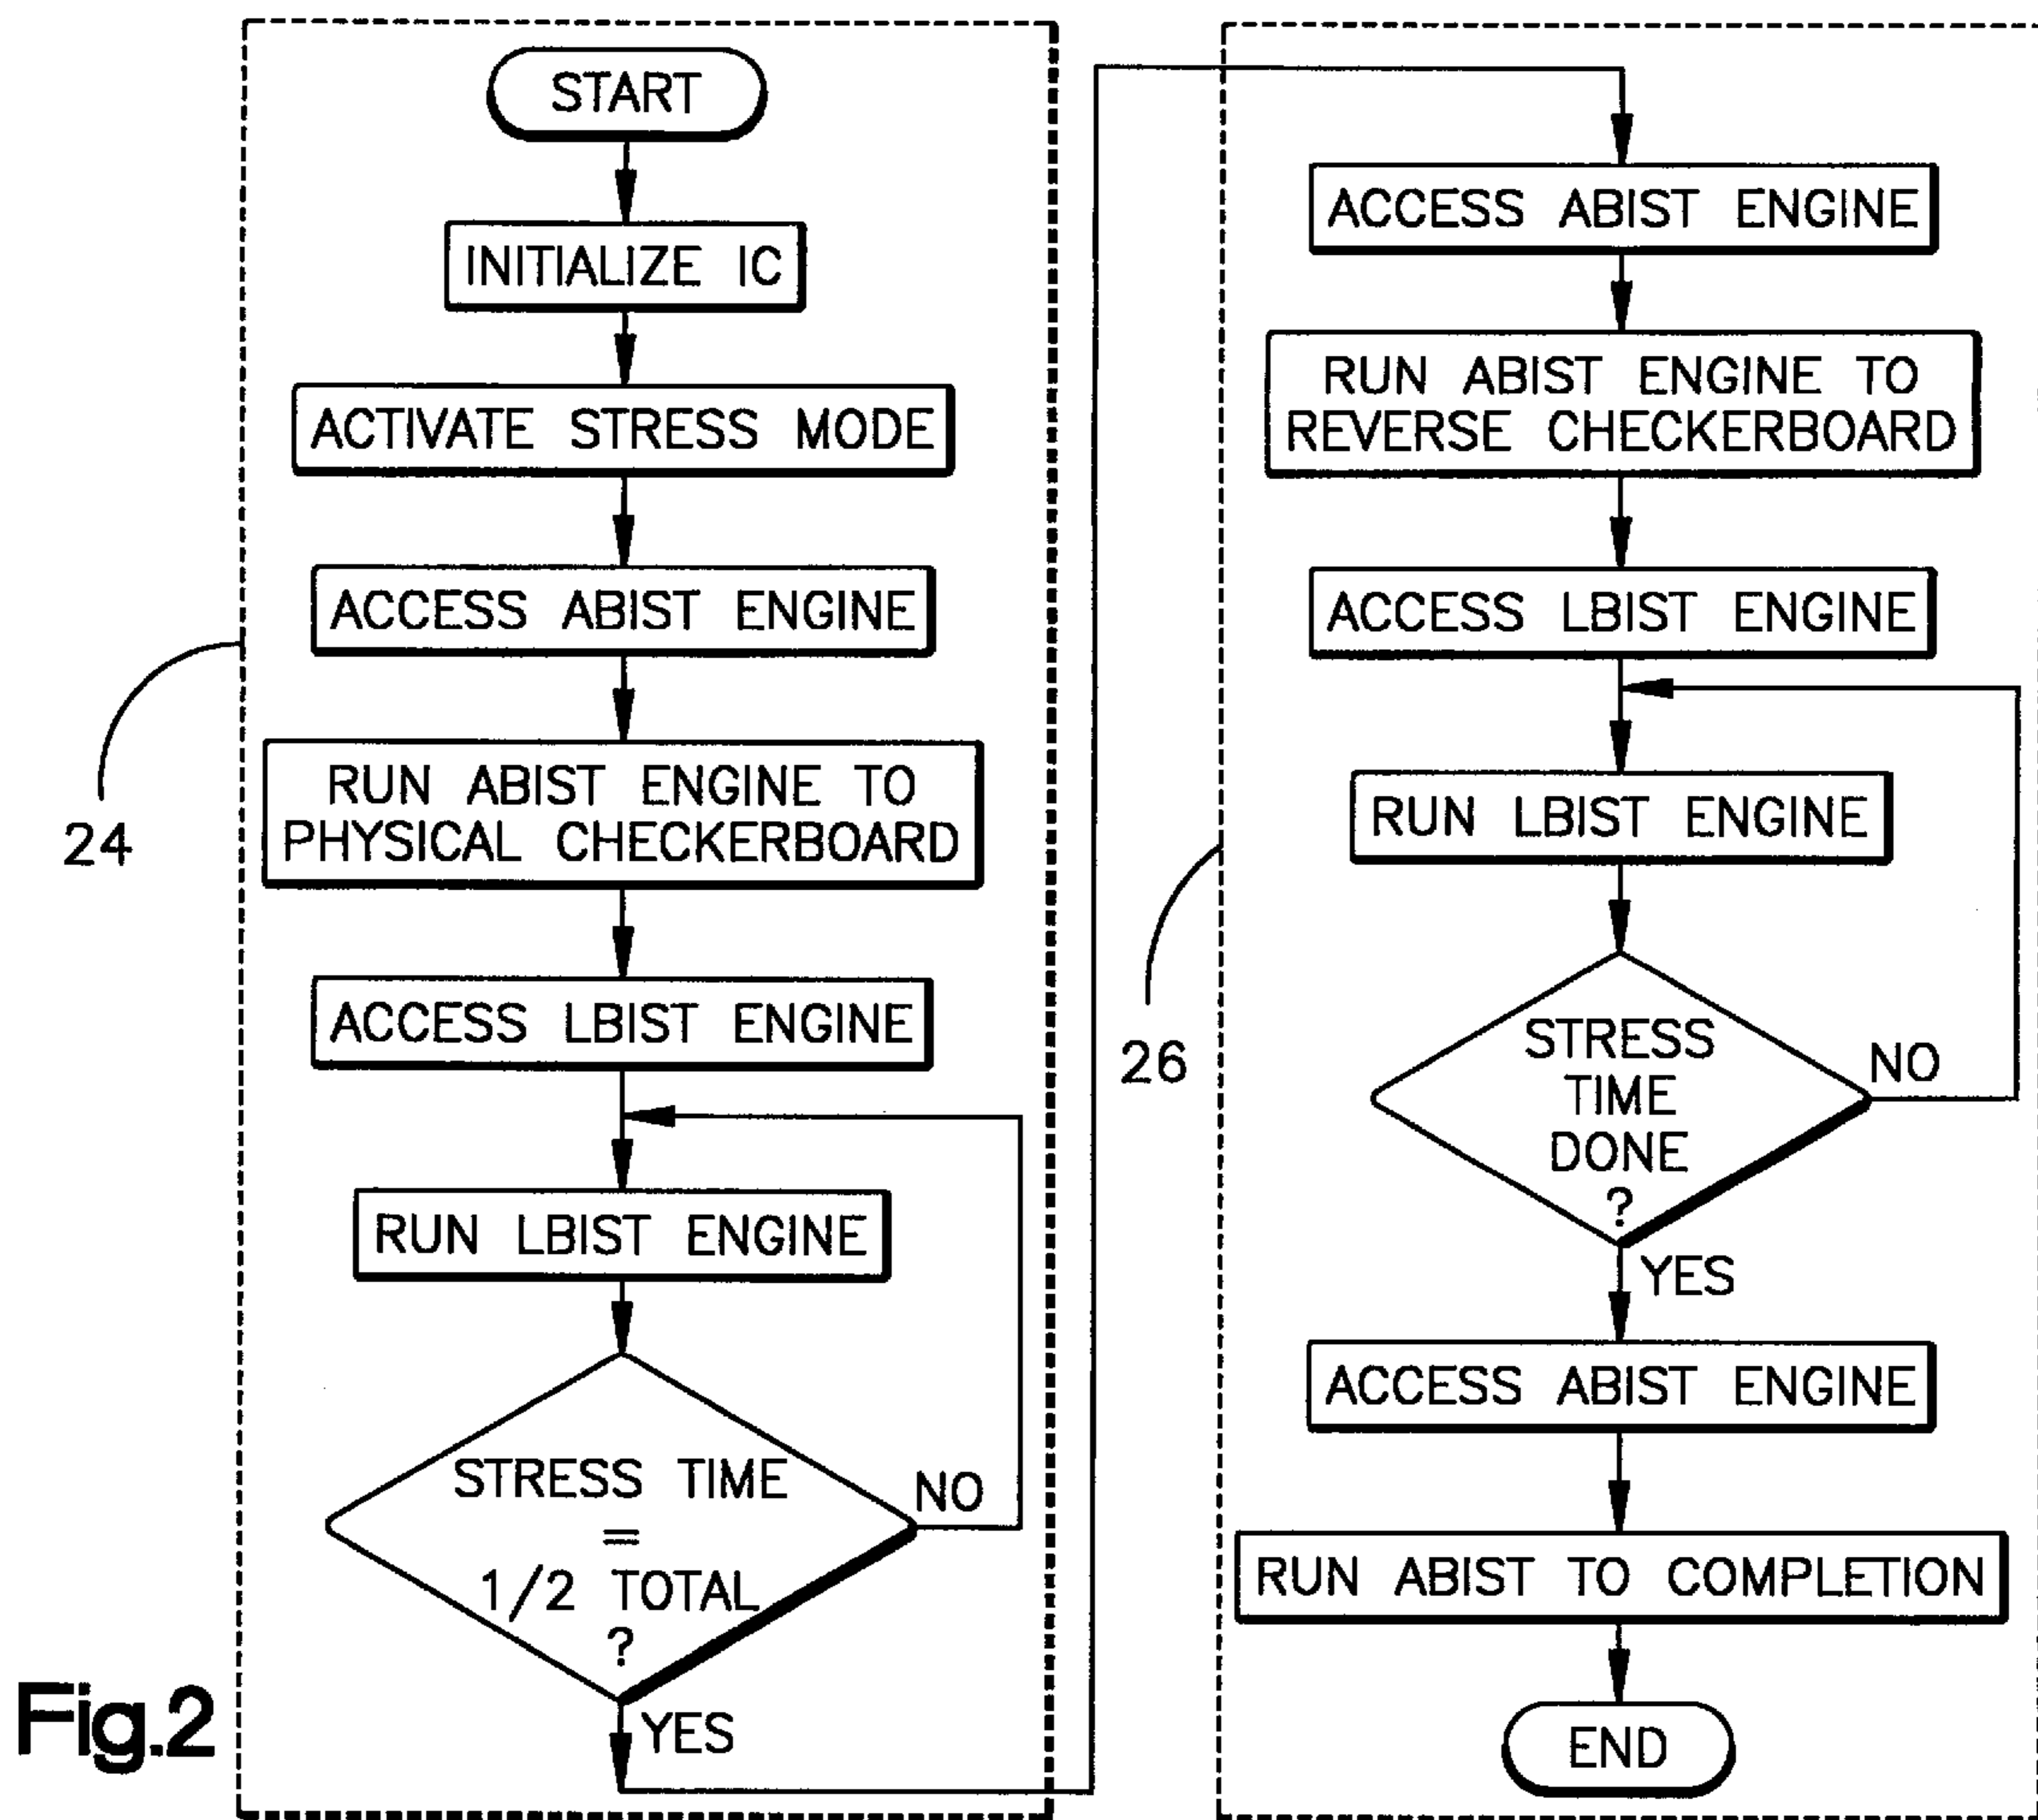 START
INITIALIZE IC
ACTIVATE STRESS MODE
ACCESS ABIST ENGINE
RUN ABIST ENGINE TO
PHYSICAL CHECKERBOARD
ACCESS LBIST ENGINE
RUN LBIST ENGINE
STRESS TIME
=
1/2 TOTAL
?
NO
YES
24
Fig.2
ACCESS ABIST ENGINE
RUN ABIST ENGINE TO
REVERSE CHECKERBOARD
ACCESS LBIST ENGINE
RUN LBIST ENGINE
STRESS
TIME
DONE
?
NO
YES
ACCESS ABIST ENGINE
RUN ABIST TO COMPLETION
END
26